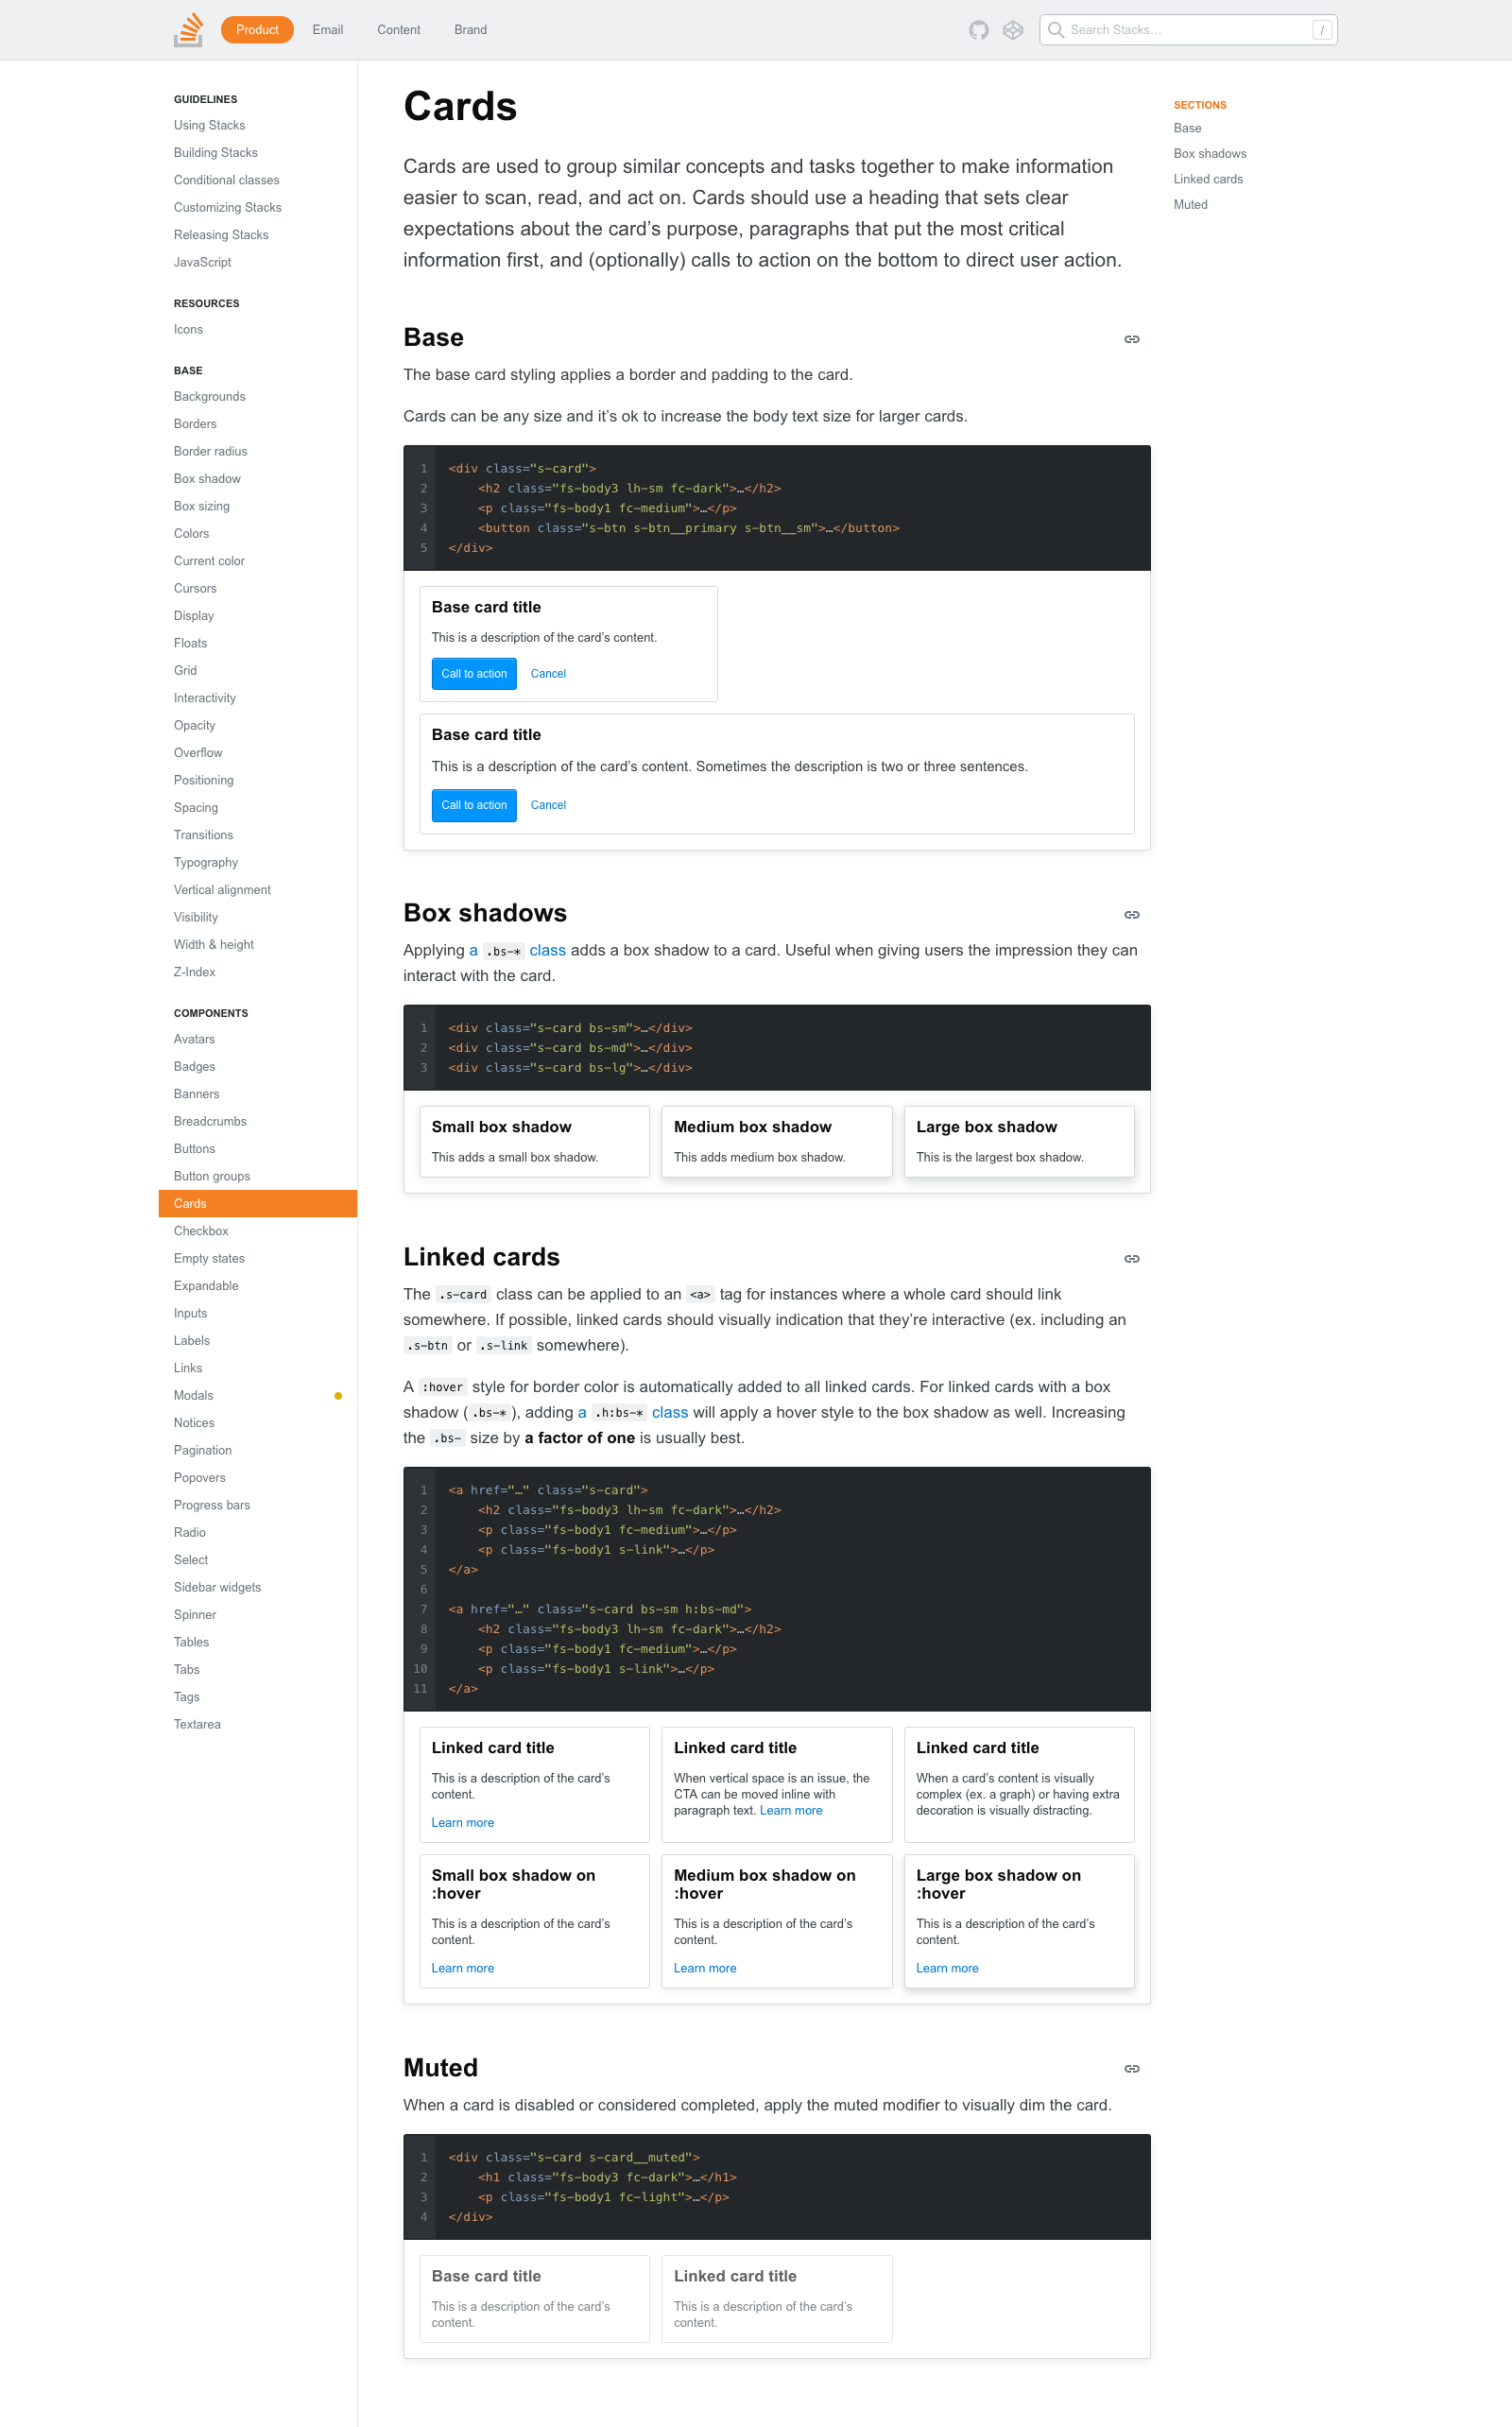 Product
Email
Content
Brand
Search Stacks…
/
GUIDELINES
Using Stacks
Building Stacks
Conditional classes
Customizing Stacks
Releasing Stacks
JavaScript
RESOURCES
Icons
BASE
Backgrounds
Borders
Border radius
Box shadow
Box sizing
Colors
Current color
Cursors
Display
Floats
Grid
Interactivity
Opacity
Overflow
Positioning
Spacing
Transitions
Typography
Vertical alignment
Visibility
Width & height
Z-Index
COMPONENTS
Avatars
Badges
Banners
Breadcrumbs
Buttons
Button groups
Cards
Checkbox
Empty states
Expandable
Inputs
Labels
Links
Modals
Notices
Pagination
Popovers
Progress bars
Radio
Select
Sidebar widgets
Spinner
Tables
Tabs
Tags
Textarea
Cards
Cards are used to group similar concepts and tasks together to make information
easier to scan, read, and act on. Cards should use a heading that sets clear
expectations about the card’s purpose, paragraphs that put the most critical
information first, and (optionally) calls to action on the bottom to direct user action.
Base
The base card styling applies a border and padding to the card.
Cards can be any size and it’s ok to increase the body text size for larger cards.
1 <div class="s-card">
2 <h2 class="fs-body3 lh-sm fc-dark">…</h2>
3 <p class="fs-body1 fc-medium">…</p>
4 <button class="s-btn s-btn__primary s-btn__sm">…</button>
5 </div>
Base card title
This is a description of the card’s content.
Call to action Cancel
Base card title
This is a description of the card’s content. Sometimes the description is two or three sentences.
Call to action Cancel
Box shadows
Applying a .bs-* class adds a box shadow to a card. Useful when giving users the impression they can
interact with the card.
1 <div class="s-card bs-sm">…</div>
2 <div class="s-card bs-md">…</div>
3 <div class="s-card bs-lg">…</div>
Small box shadow
This adds a small box shadow.
Medium box shadow
This adds medium box shadow.
Large box shadow
This is the largest box shadow.
Linked cards
The .s-card class can be applied to an <a> tag for instances where a whole card should link
somewhere. If possible, linked cards should visually indication that they’re interactive (ex. including an
.s-btn or .s-link somewhere).
A :hover style for border color is automatically added to all linked cards. For linked cards with a box
shadow (.bs-*), adding a .h:bs-* class will apply a hover style to the box shadow as well. Increasing
the .bs- size by a factor of one is usually best.
1 <a href="…" class="s-card">
2 <h2 class="fs-body3 lh-sm fc-dark">…</h2>
3 <p class="fs-body1 fc-medium">…</p>
4 <p class="fs-body1 s-link">…</p>
5 </a>
6
7 <a href="…" class="s-card bs-sm h:bs-md">
8 <h2 class="fs-body3 lh-sm fc-dark">…</h2>
9 <p class="fs-body1 fc-medium">…</p>
10 <p class="fs-body1 s-link">…</p>
11 </a>
Linked card title
This is a description of the card’s
content.
Learn more
Linked card title
When vertical space is an issue, the
CTA can be moved inline with
paragraph text. Learn more
Linked card title
When a card’s content is visually
complex (ex. a graph) or having extra
decoration is visually distracting.
Small box shadow on
:hover
This is a description of the card’s
content.
Learn more
Medium box shadow on
:hover
This is a description of the card’s
content.
Learn more
Large box shadow on
:hover
This is a description of the card’s
content.
Learn more
Muted
When a card is disabled or considered completed, apply the muted modifier to visually dim the card.
1 <div class="s-card s-card__muted">
2 <h1 class="fs-body3 fc-dark">…</h1>
3 <p class="fs-body1 fc-light">…</p>
4 </div>
Base card title
This is a description of the card’s
content.
Linked card title
This is a description of the card’s
content.
SECTIONS
Base
Box shadows
Linked cards
Muted